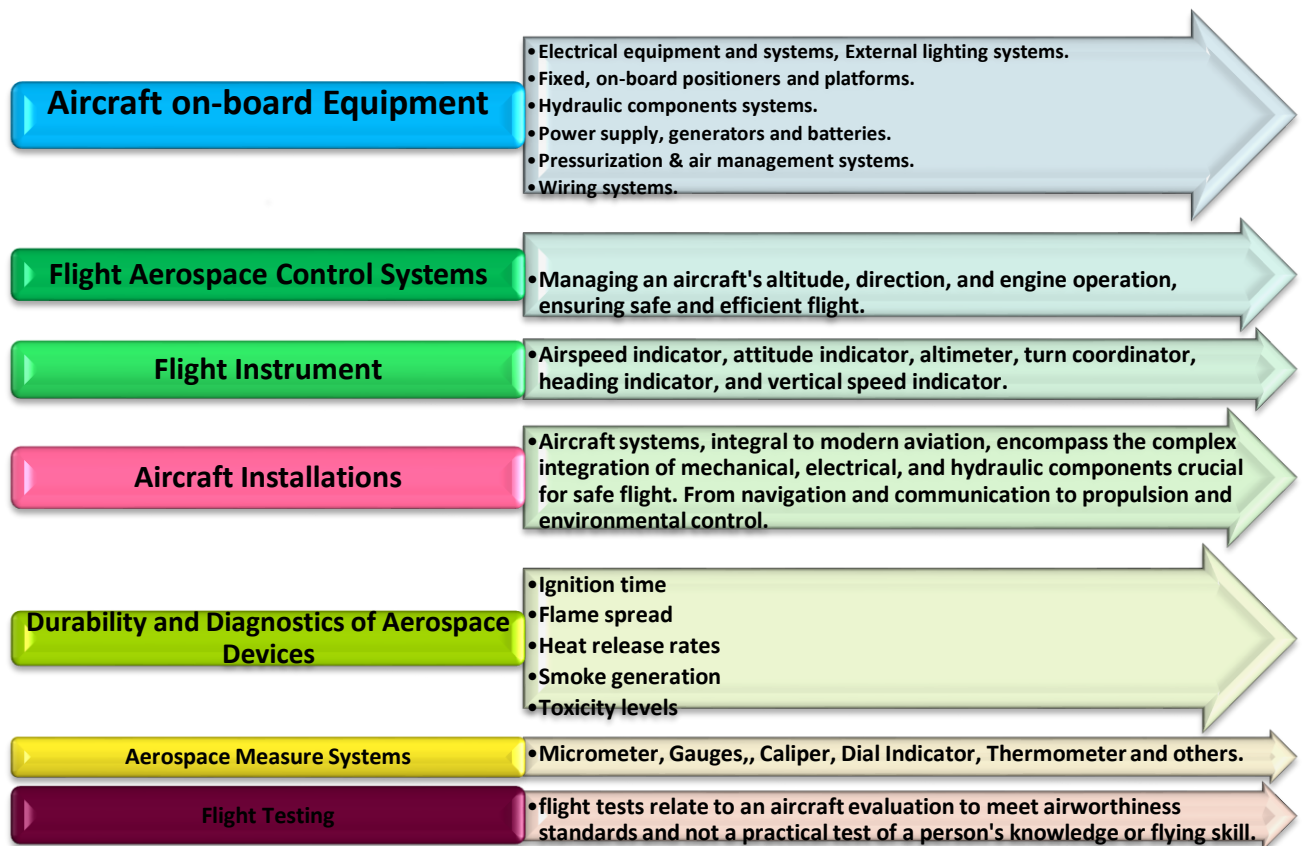 Aircraft on-board Equipment
•Electrical equipment and systems, External lighting systems.
•Fixed, on-board positioners and platforms.
•Hydraulic components systems.
•Power supply, generators and batteries.
•Pressurization & air management systems.
•Wiring systems.
Flight Aerospace Control Systems
•Managing an aircraft's altitude, direction, and engine operation,
ensuring safe and efficient flight.
Flight Instrument
•Airspeed indicator, attitude indicator, altimeter, turn coordinator,
heading indicator, and vertical speed indicator.
Aircraft Installations
•Aircraft systems, integral to modern aviation, encompass the complex
integration of mechanical, electrical, and hydraulic components crucial
for safe flight. From navigation and communication to propulsion and
environmental control.
Durability and Diagnostics of Aerospace
Devices
•Ignition time
•Flame spread
•Heat release rates
•Smoke generation
•Toxicity levels
Aerospace Measure Systems
•Micrometer, Gauges,, Caliper, Dial Indicator, Thermometer and others.
Flight Testing
•flight tests relate to an aircraft evaluation to meet airworthiness
standards and not a practical test of a person's knowledge or flying skill.